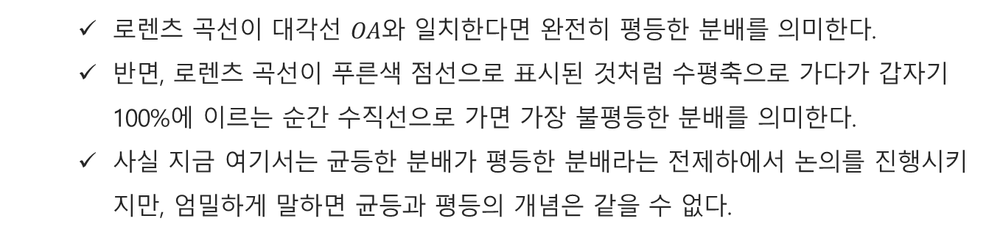 ✓ 로렌츠 곡선이 대각선 OA와 일치한다면 완전히 평등한 분배를 의미한다.
✓ 반면, 로렌츠 곡선이 푸른색 점선으로 표시된 것처럼 수평축으로 가다가 갑자기
100%에 이르는 순간 수직선으로 가면 가장 불평등한 분배를 의미한다.
✓ 사실 지금 여기서는 균등한 분배가 평등한 분배라는 전제하에서 논의를 진행시키
지만, 엄밀하게 말하면 균등과 평등의 개념은 같을 수 없다.